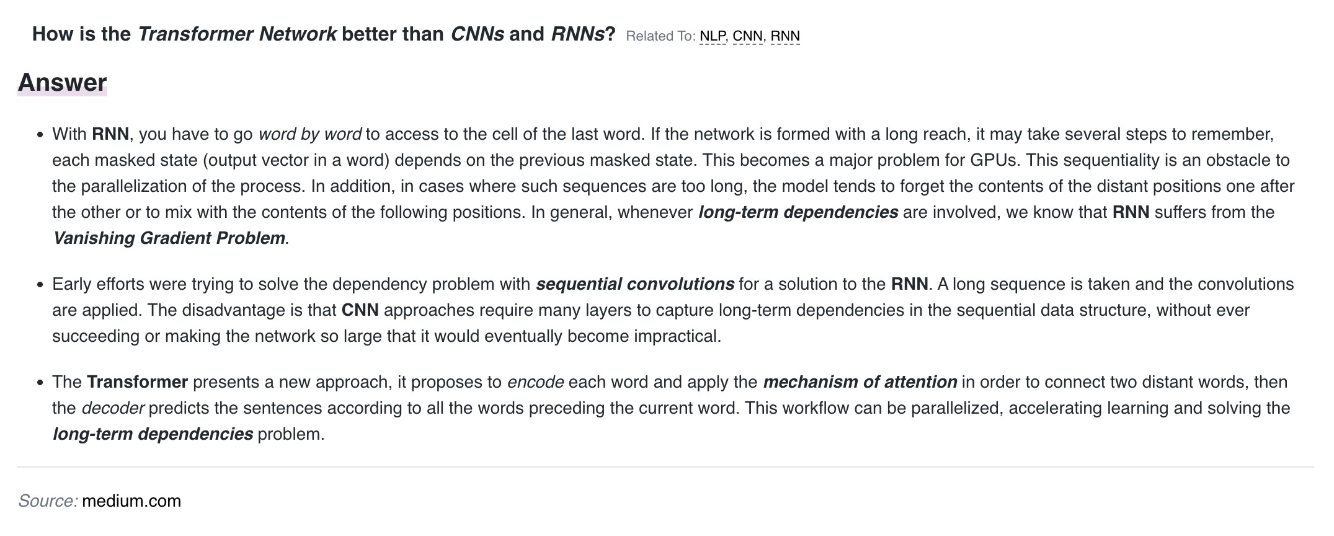 How is the Transformer Network better than CNNs and RNNs? Related To: NLP, CNN, RNN
Answer
• With RNN, you have to go word by word to access to the cell of the last word. If the network is formed with a long reach, it may take several steps to remember,
each masked state (output vector in a word) depends on the previous masked state. This becomes a major problem for GPUs. This sequentiality is an obstacle to
the parallelization of the process. In addition, in cases where such sequences are too long, the model tends to forget the contents of the distant positions one after
the other or to mix with the contents of the following positions. In general, whenever long-term dependencies are involved, we know that RNN suffers from the
Vanishing Gradient Problem.
• Early efforts were trying to solve the dependency problem with sequential convolutions for a solution to the RNN. A long sequence is taken and the convolutions
are applied. The disadvantage is that CNN approaches require many layers to capture long-term dependencies in the sequential data structure, without ever
succeeding or making the network so large that it would eventually become impractical.
• The Transformer presents a new approach, it proposes to encode each word and apply the mechanism of attention in order to connect two distant words, then
the decoder predicts the sentences according to all the words preceding the current word. This workflow can be parallelized, accelerating learning and solving the
long-term dependencies problem.
Source: medium.com